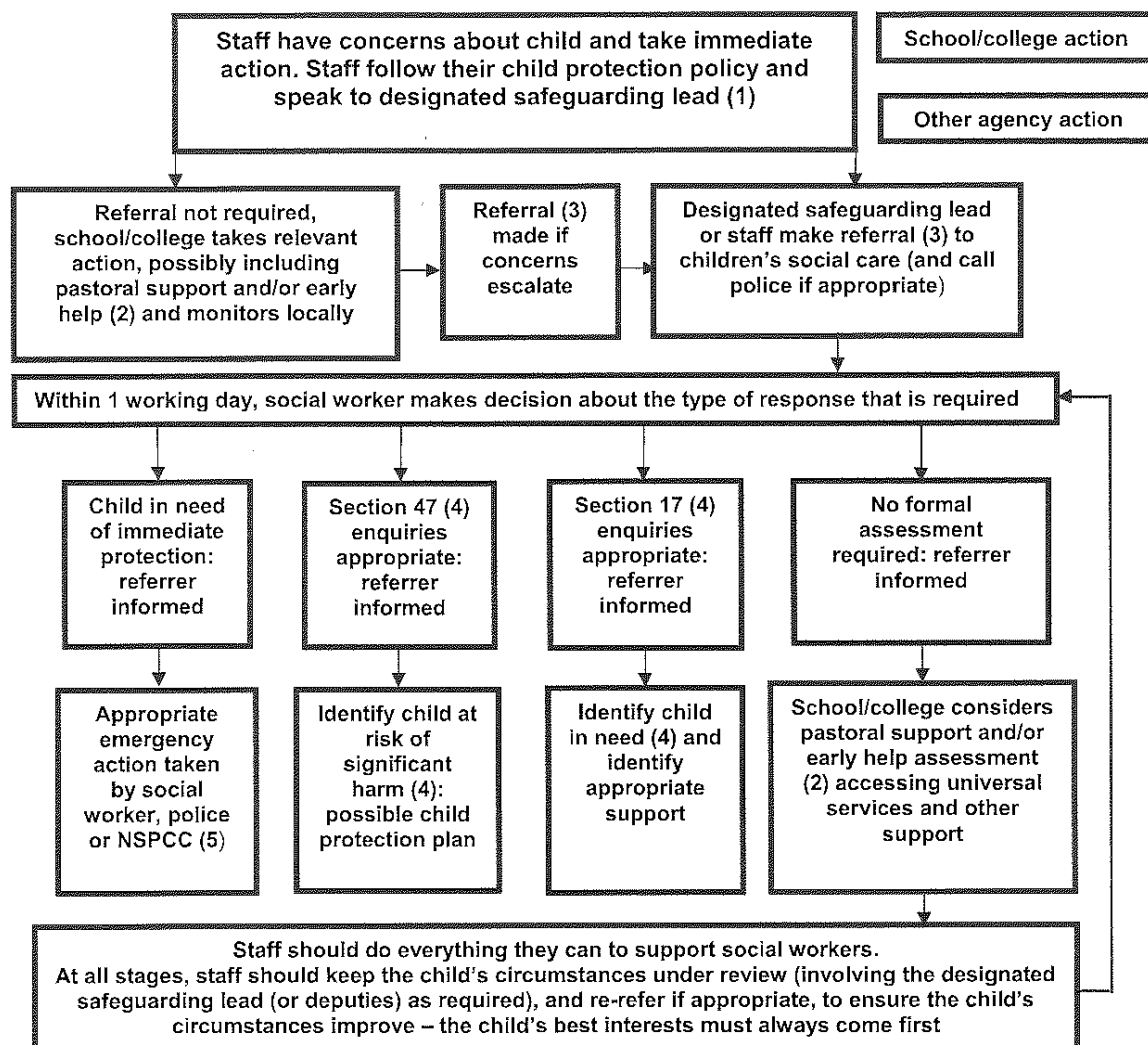 Staff have concerns about child and take immediate
action. Staff follow their child protection policy and
speak to designated safeguarding lead (1)
School/college action
Other agency action
Referral not required,
school/college takes relevant
action, possibly including
pastoral support and/or early
help (2) and monitors locally
Referral (3)
made if
concerns
escalate
Designated safeguarding lead
or staff make referral (3) to
children's social care (and call
police if appropriate)
Within 1 working day, social worker makes decision about the type of response that is required
Child in need
of immediate
protection:
referrer
informed
Section 47 (4)
enquiries
appropriate:
referrer
informed
Section 17 (4)
enquiries
appropriate:
referrer
informed
No formal
assessment
required: referrer
informed
Appropriate
emergency
action taken
by social
worker, police
or NSPCC (5)
Identify child at
risk of
significant
harm (4):
possible child
protection plan
Identify child
in need (4) and
identify
appropriate
support
School/college considers
pastoral support and/or
early help assessment
(2) accessing universal
services and other
support
Staff should do everything they can to support social workers.
At all stages, staff should keep the child's circumstances under review (involving the designated
safeguarding lead (or deputies) as required), and re-refer if appropriate, to ensure the child's
circumstances improve – the child's best interests must always come first